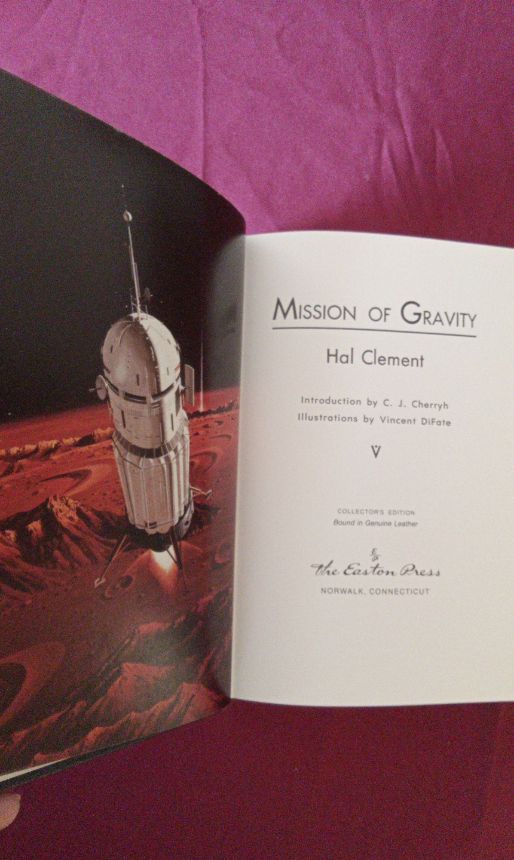 MISSION OF GRAVITY
Hal Clement
Introduction by C. J. Cherryh
Illustrations by Vincent DiFate
COLLECTOR'S EDITION
Bound in Genuine Leather
The Easton Press
NORWALK, CONNECTICUT